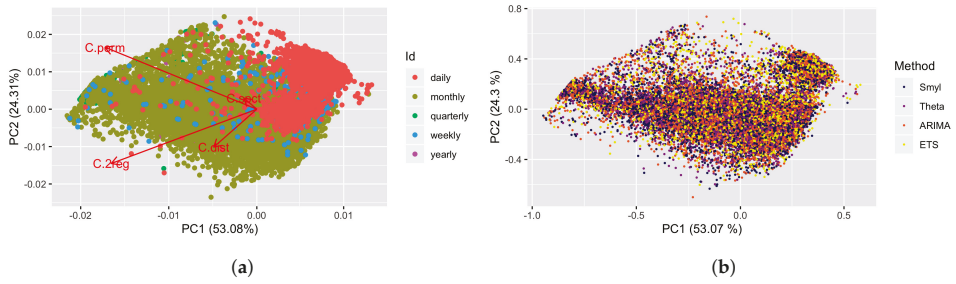 0.02
0.01
0.00
-0.01
-0.02
PC2 (24.31%)
C.perm
C.spct
C.dist
C.2reg
-0.02
-0.01
0.00
0.01
PC1 (53.08%)
Id
daily
monthly
quarterly
weekly
yearly
(a)
0.8
0.4
0.0
-0.4
PC2 (24.3 %)
-1.0
-0.5
0.0
0.5
PC1 (53.07 %)
Method
Smyl
Theta
ARIMA
ETS
(b)